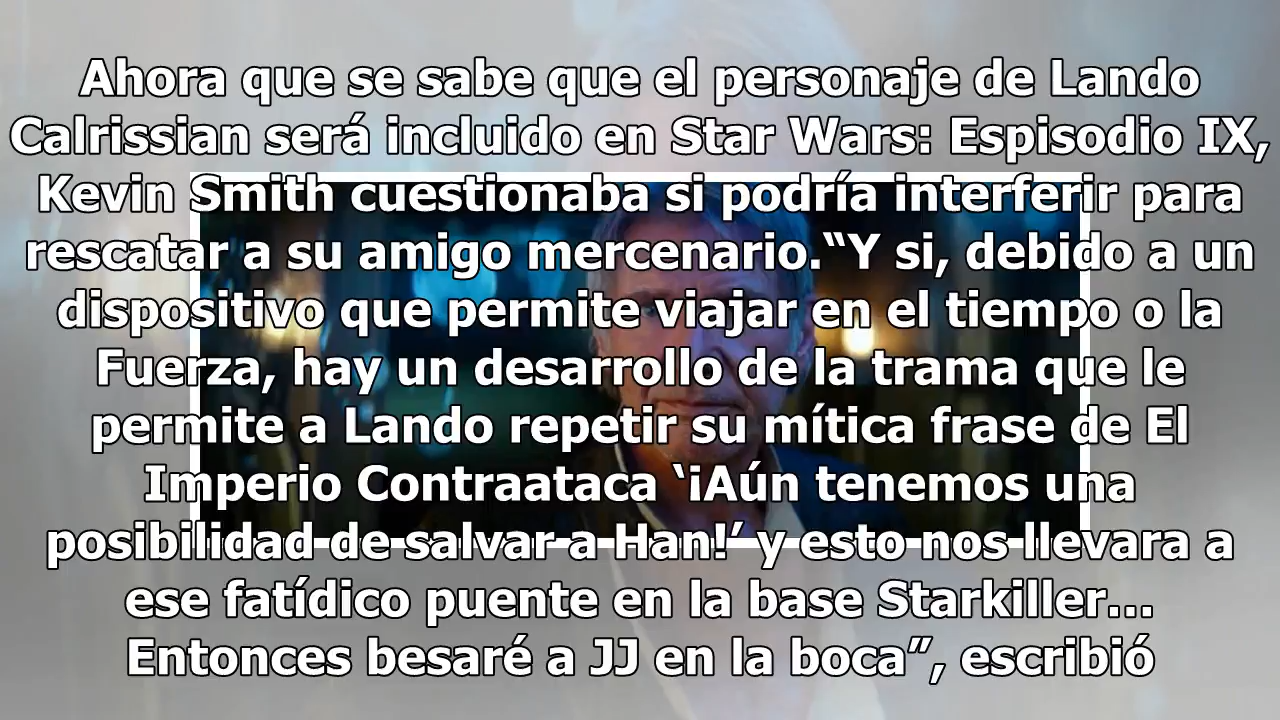 Ahora que se sabe que el personaje de Lando
Calrissian será incluido en Star Wars: Espisodio IX,
Kevin Smith cuestionaba si podría interferir para
rescatar a su amigo mercenario.“Y si, debido a un
dispositivo que permite viajar en el tiempo o la
Fuerza, hay un desarrollo de la trama que le
permite a Lando repetir su mítica frase de El
Imperio Contraataca ‘¡Aún tenemos una
posibilidad de salvar a Han!’ y esto nos llevara a
ese fatídico puente en la base Starkiller...
Entonces besaré a JJ en la boca”, escribió